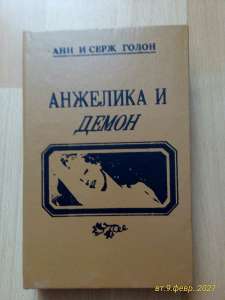 АНН И СЕРЖ ГОЛОН
АНЖЕЛИКА И
ДЕМОН
вт.9.февр. 2021